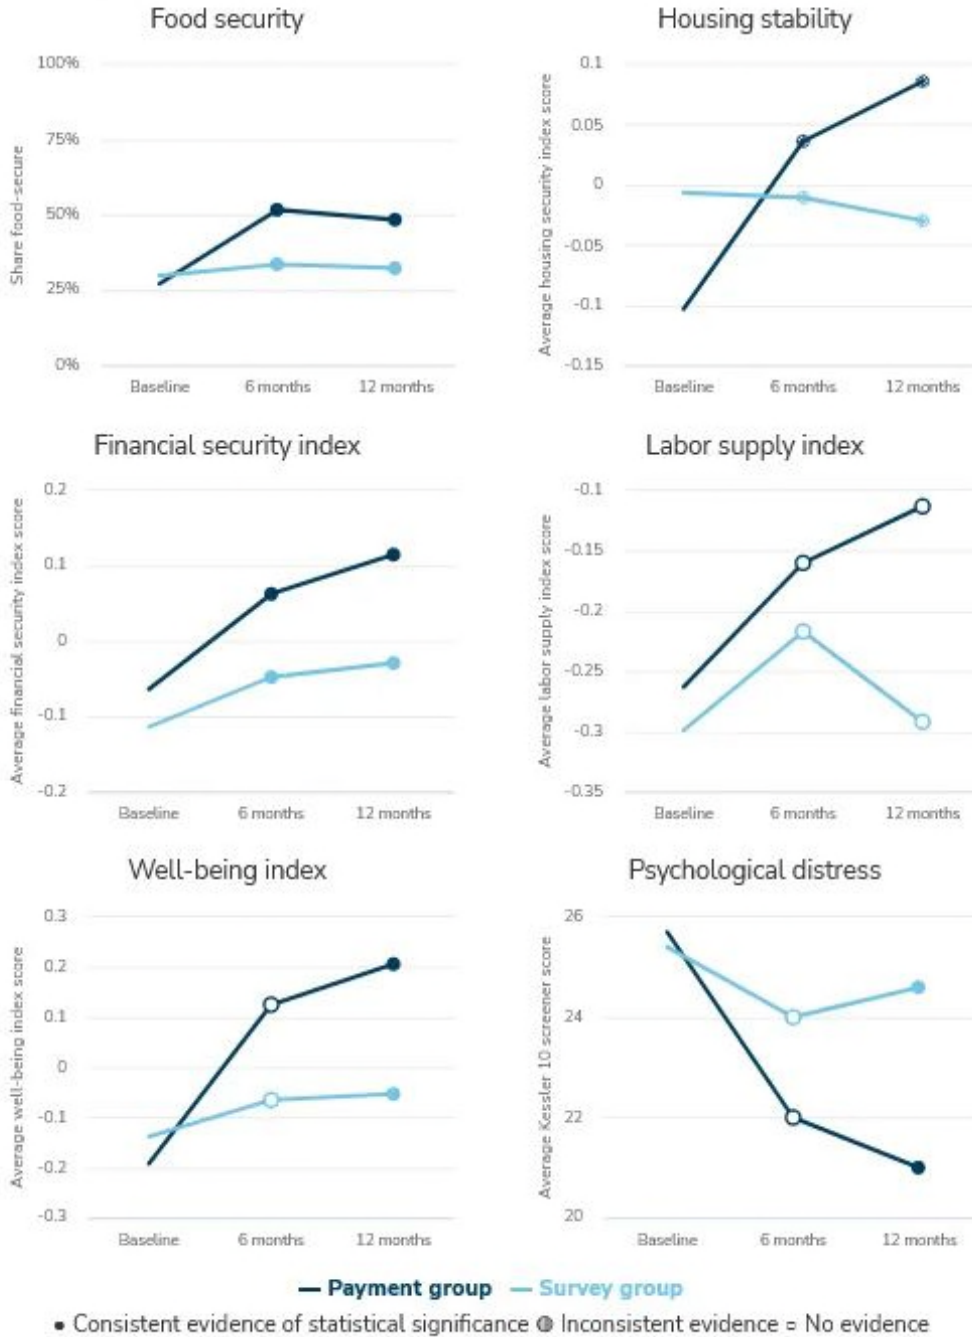 Food security
Share food-secure
100%
75%
50%
25%
0%
Baseline 6 months 12 months
Housing stability
Average housing security index score
0.1
0.05
0
-0.05
-0.1
-0.15
Baseline 6 months 12 months
Financial security index
Average financial security index score
0.2
0.1
0
-0.1
-0.2
Baseline 6 months 12 months
Labor supply index
Average labor supply index score
-0.1
-0.15
-0.2
-0.25
-0.3
-0.35
Baseline 6 months 12 months
Well-being index
Average well-being index score
0.3
0.2
0.1
0
-0.1
-0.2
-0.3
Baseline 6 months 12 months
Psychological distress
Average Kessler 10 screener score
26
24
22
20
Baseline 6 months 12 months
Payment group Survey group
Consistent evidence of statistical significance Inconsistent evidence No evidence